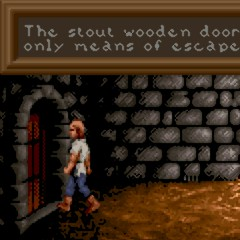 The stout wooden door
only means of escape